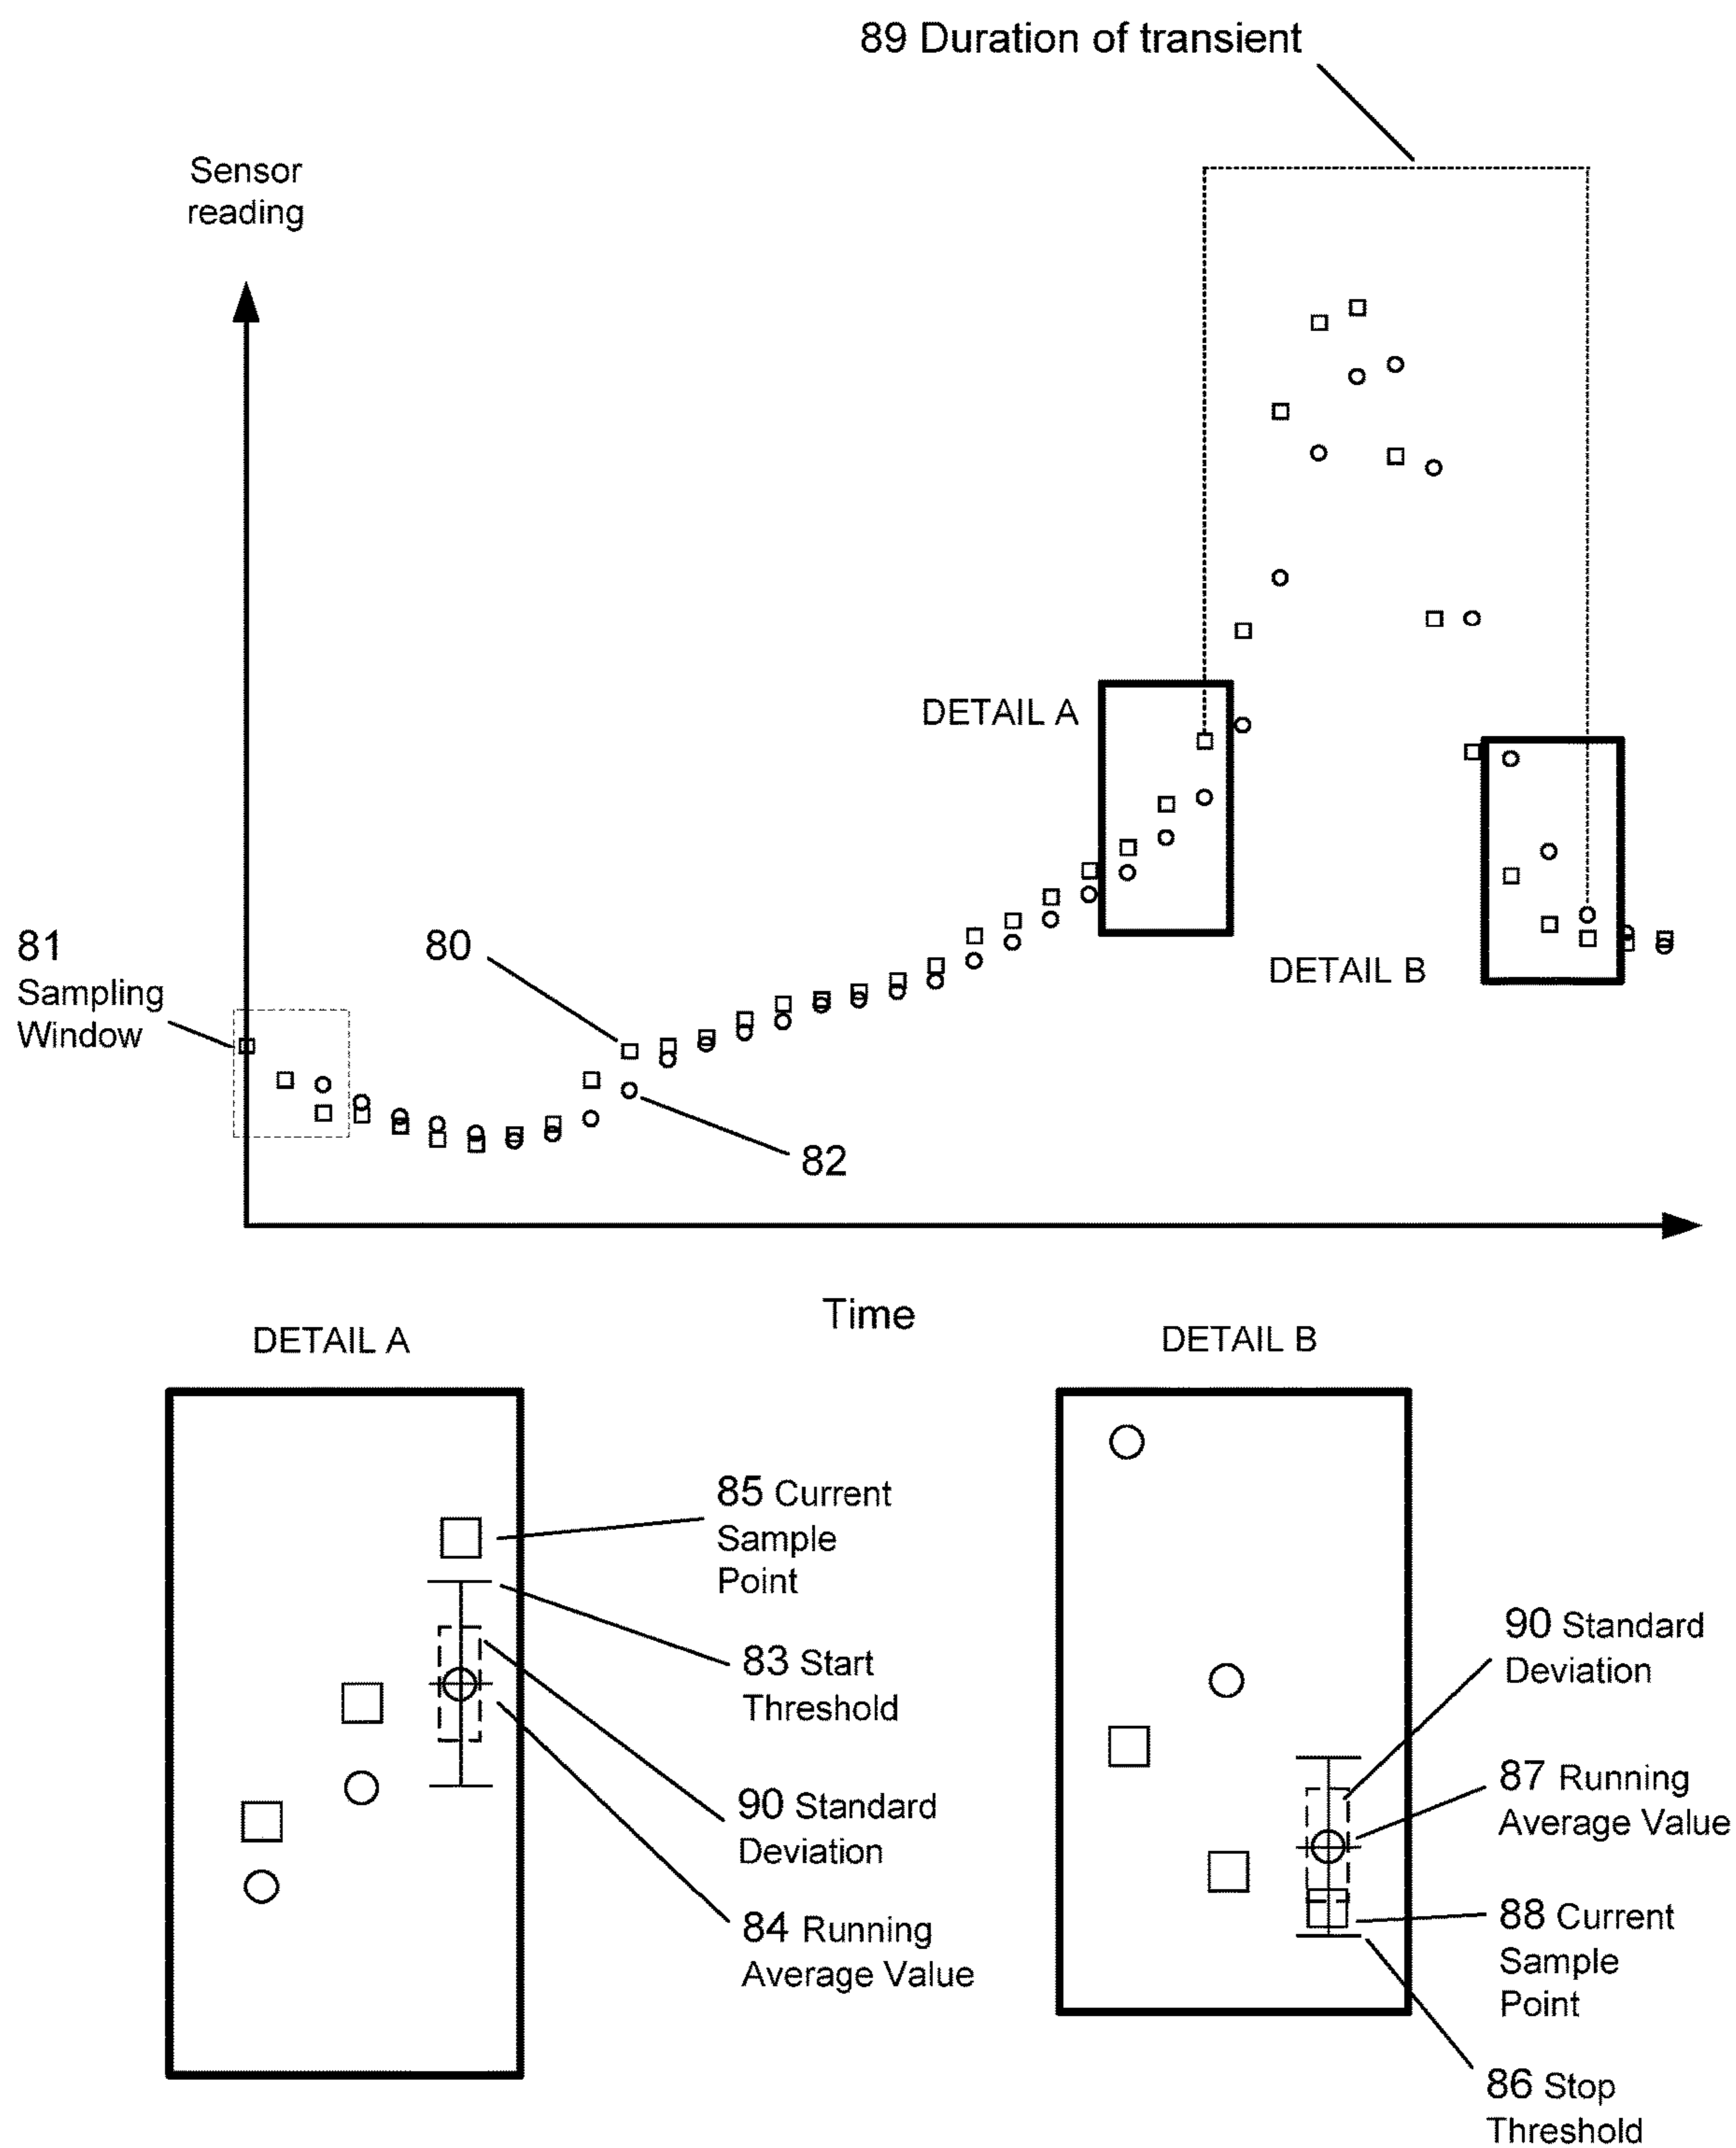 89 Duration of transient
Sensor
reading
DETAIL A
81
Sampling
Window
80
DETAIL B
82
Time
DETAIL A
DETAIL B
85 Current
Sample
Point
83 Start
Threshold
90 Standard
Deviation
84 Running
Average Value
90 Standard
Deviation
87 Running
Average Value
88 Current
Sample
Point
86 Stop
Threshold